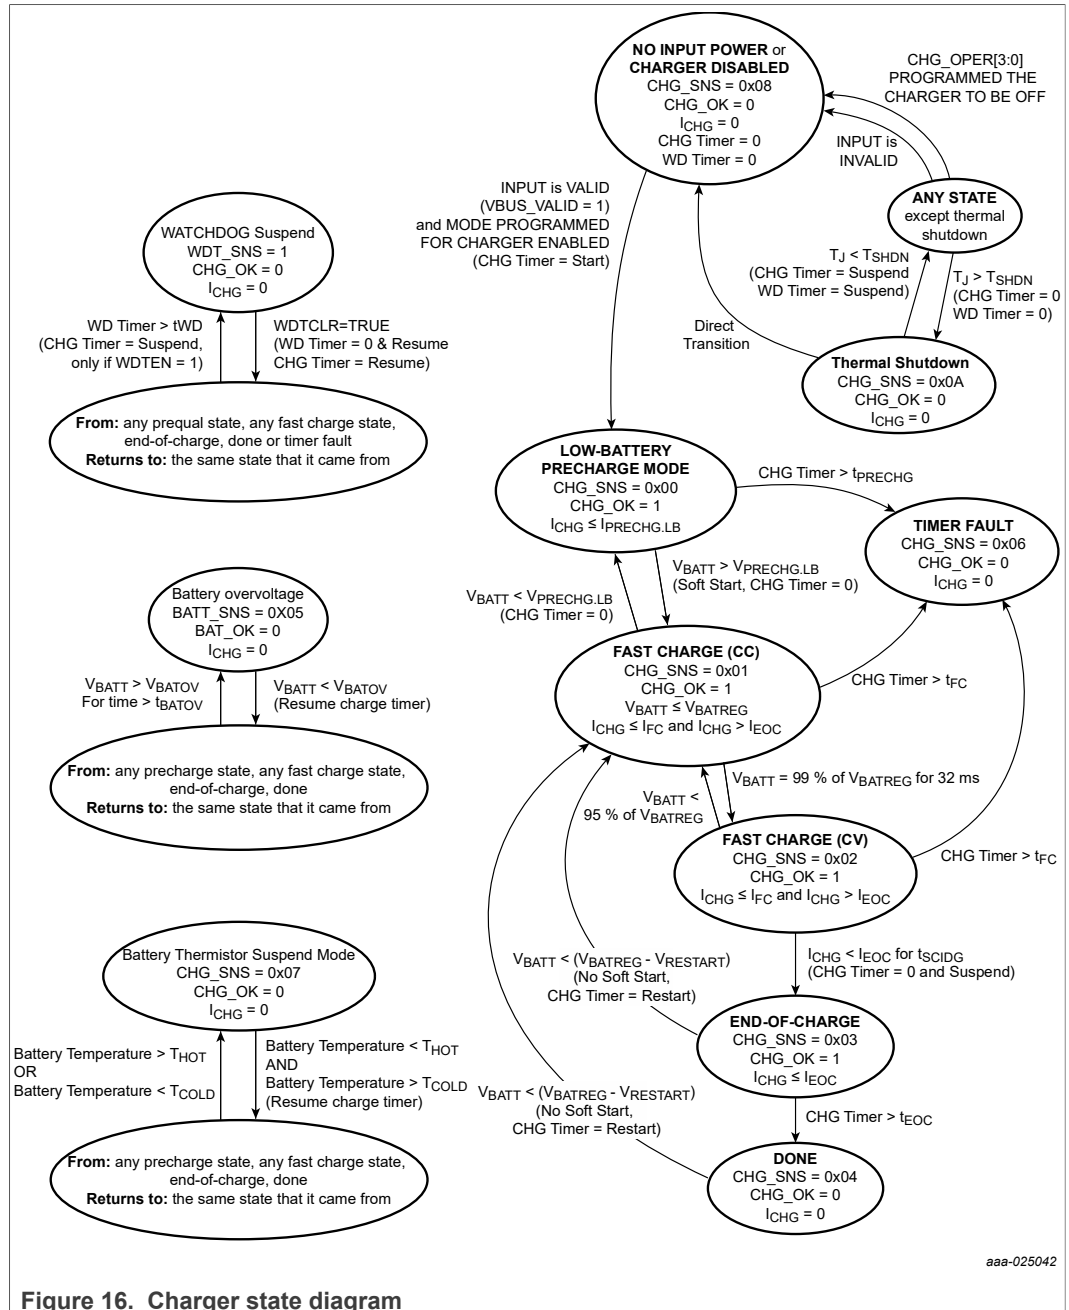 NO INPUT POWER or
CHARGER DISABLED
CHG_SNS = 0x08
CHG_OK = 0
ICHG = 0
CHG Timer = 0
WD Timer = 0
CHG_OPER[3:0]
PROGRAMMED THE
CHARGER TO BE OFF
INPUT is
INVALID
ANY STATE
except thermal
shutdown
INPUT is VALID
(VBUS_VALID = 1)
and MODE PROGRAMMED
FOR CHARGER ENABLED
(CHG Timer = Start)
TJ < TSHDN
(CHG Timer = Suspend
WD Timer = Suspend)
TJ > TSHDN
(CHG Timer = 0
WD Timer = 0)
Direct
Transition
Thermal Shutdown
CHG_SNS = 0x0A
CHG_OK = 0
ICHG = 0
WATCHDOG Suspend
WDT_SNS = 1
CHG_OK = 0
ICHG = 0
WD Timer > tWD
(CHG Timer = Suspend,
only if WDTEN = 1)
WDTCLR=TRUE
(WD Timer = 0 & Resume
CHG Timer = Resume)
From: any prequal state, any fast charge state,
end-of-charge, done or timer fault
Returns to: the same state that it came from
LOW-BATTERY
PRECHARGE MODE
CHG_SNS = 0x00
CHG_OK = 1
ICHG ≤ IPRECHG.LB
CHG Timer > tPRECHG
TIMER FAULT
CHG_SNS = 0x06
CHG_OK = 0
ICHG = 0
VBATT > VPRECHG.LB
(Soft Start, CHG Timer = 0)
VBATT < VPRECHG.LB
(CHG Timer = 0)
Battery overvoltage
BATT_SNS = 0X05
BAT_OK = 0
ICHG = 0
VBATT > VBATOV
For time > tBATOV
VBATT < VBATOV
(Resume charge timer)
From: any precharge state, any fast charge state,
end-of-charge, done
Returns to: the same state that it came from
FAST CHARGE (CC)
CHG_SNS = 0x01
CHG_OK = 1
VBATT ≤ VBATREG
ICHG ≤ IFC and ICHG > IEOC
CHG Timer > tFC
VBATT = 99 % of VBATREG for 32 ms
VBATT <
95 % of VBATREG
FAST CHARGE (CV)
CHG_SNS = 0x02
CHG_OK = 1
ICHG ≤ IFC and ICHG > IEOC
CHG Timer > tFC
ICHG < IEOC for tSCIDG
(CHG Timer = 0 and Suspend)
VBATT < (VBATREG - VRESTART)
(No Soft Start,
CHG Timer = Restart)
END-OF-CHARGE
CHG_SNS = 0x03
CHG_OK = 1
ICHG ≤ IEOC
CHG Timer > tEOC
VBATT < (VBATREG - VRESTART)
(No Soft Start,
CHG Timer = Restart)
DONE
CHG_SNS = 0x04
CHG_OK = 0
ICHG = 0
Battery Thermistor Suspend Mode
CHG_SNS = 0x07
CHG_OK = 0
ICHG = 0
Battery Temperature > THOT
OR
Battery Temperature < TCOLD
Battery Temperature < THOT
AND
Battery Temperature > TCOLD
(Resume charge timer)
From: any precharge state, any fast charge state,
end-of-charge, done
Returns to: the same state that it came from
aaa-025042
Figure 16. Charger state diagram